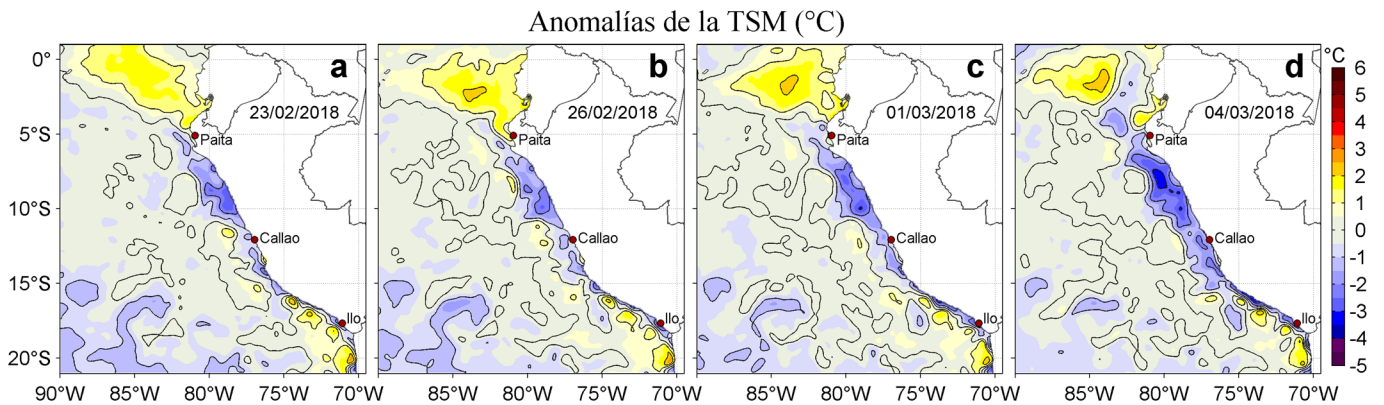 Anomalías de la TSM (°C)
a
23/02/2018
Paita
Callao
Ilo
b
26/02/2018
Paita
Callao
Ilo
c
01/03/2018
Paita
Callao
Ilo
d
04/03/2018
Paita
Callao
Ilo
0°
5°S
10°S
15°S
20°S
90°W
85°W
80°W
75°W
70°W
85°W
80°W
75°W
70°W
85°W
80°W
75°W
70°W
85°W
80°W
75°W
70°W
°C
6
5
4
3
2
1
0
-1
-2
-3
-4
-5